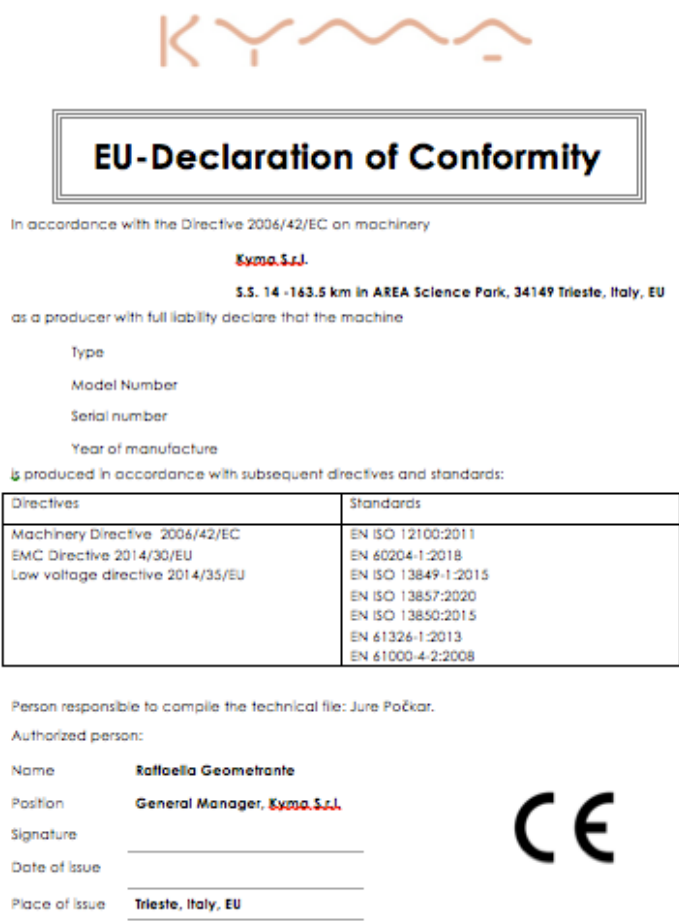 KYMA
EU-Declaration of Conformity
In accordance with the Directive 2006/42/EC on machinery
Kyma S.r.l.
S.S. 14 -163.5 km in AREA Science Park, 34149 Trieste, Italy, EU
as a producer with full liability declare that the machine
Type
Model Number
Serial number
Year of manufacture
is produced in accordance with subsequent directives and standards:
Directives
Standards
Machinery Directive 2006/42/EC
EN ISO 12100:2011
EMC Directive 2014/30/EU
EN 60204-1:2018
Low voltage directive 2014/35/EU
EN ISO 13849-1:2015
EN ISO 13857:2020
EN ISO 13850:2015
EN 61326-1:2013
EN 61000-4-2:2008
Person responsible to compile the technical file: Jure Počkar.
Authorized person:
Name Raffaella Geometrante
Position General Manager, Kyma S.r.l.
Signature
Date of issue
Place of issue Trieste, Italy, EU
CE